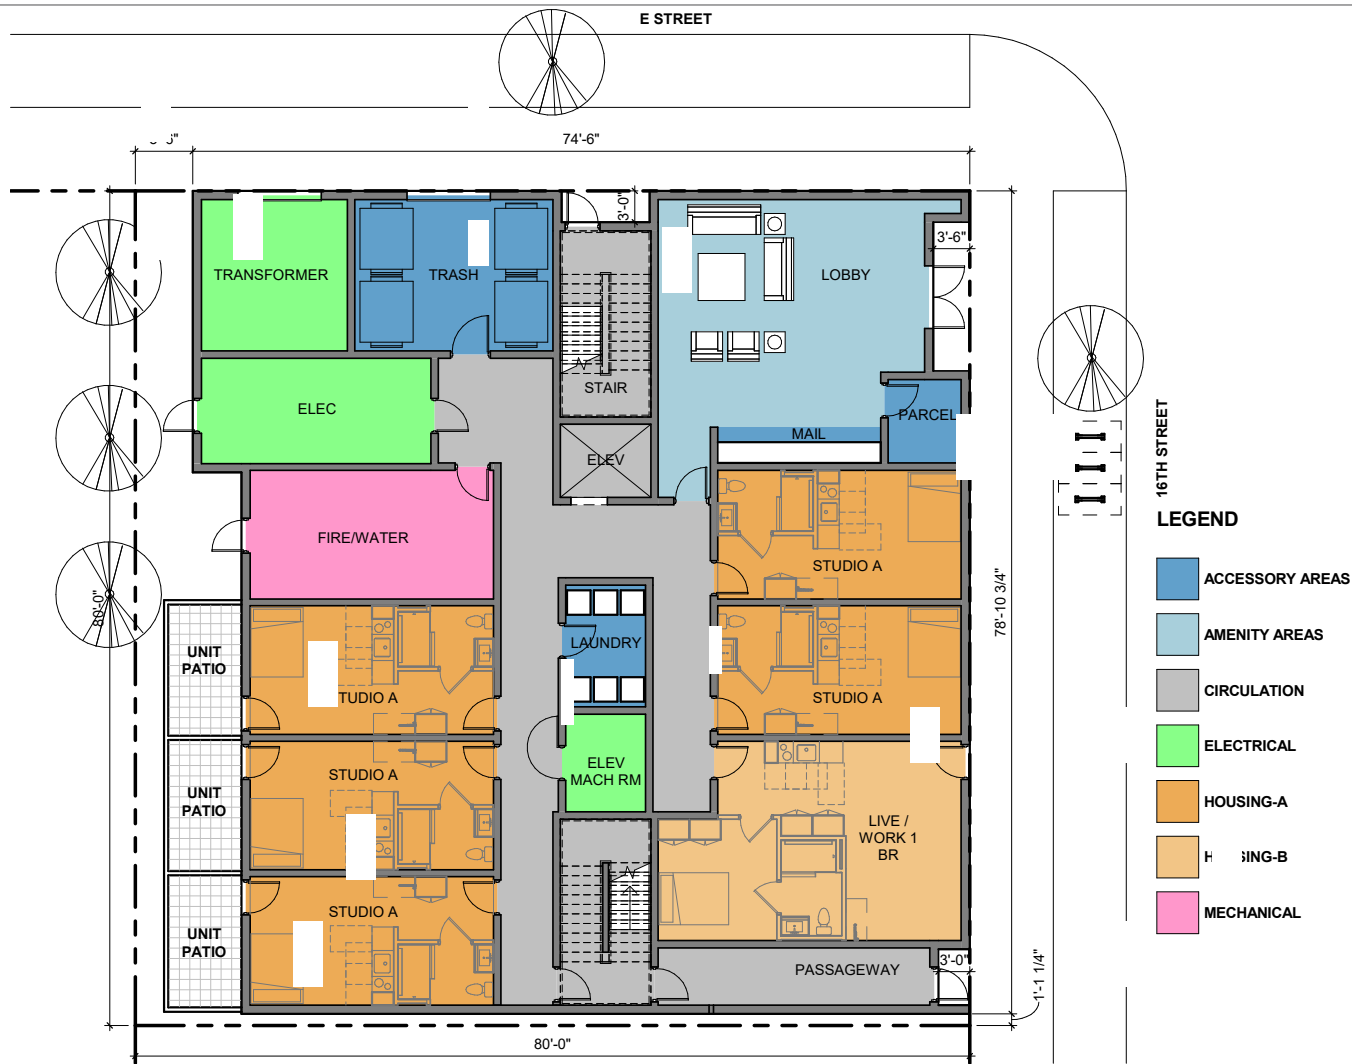 E STREET
74'-6"
3'-0"
3'-6"
TRANSFORMER
TRASH
LOBBY
STAIR
ELEC
PARCEL
MAIL
ELEV
16TH STREET
FIRE/WATER
STUDIO A
LEGEND
ACCESSORY AREAS
AMENITY AREAS
CIRCULATION
ELECTRICAL
HOUSING-A
MECHANICAL
80'-0"
78'-10 3/4"
UNIT
PATIO
LAUNDRY
TUDIO A
STUDIO A
ELEV
MACH RM
STUDIO A
UNIT
PATIO
LIVE /
WORK 1
BR
STUDIO A
UNIT
PATIO
PASSAGEWAY
3'-0"
1'-1 1/4"
80'-0"